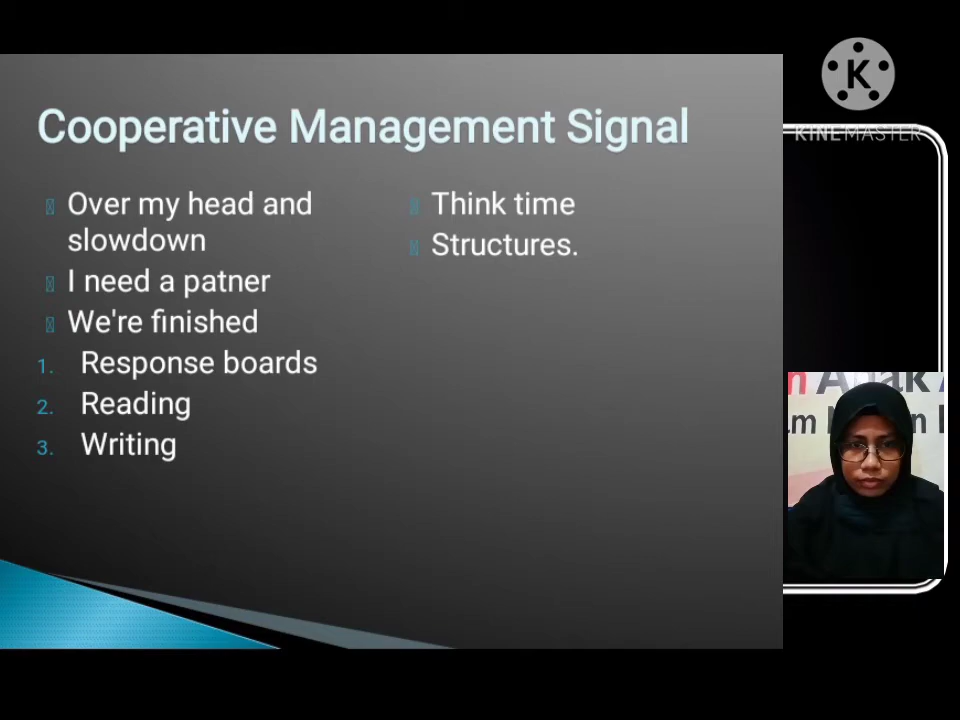 Cooperative Management Signal
Over my head and
slowdown
I need a patner
We're finished
1. Response boards
2. Reading
3. Writing
Think time
Structures.
K
KINEMASTER